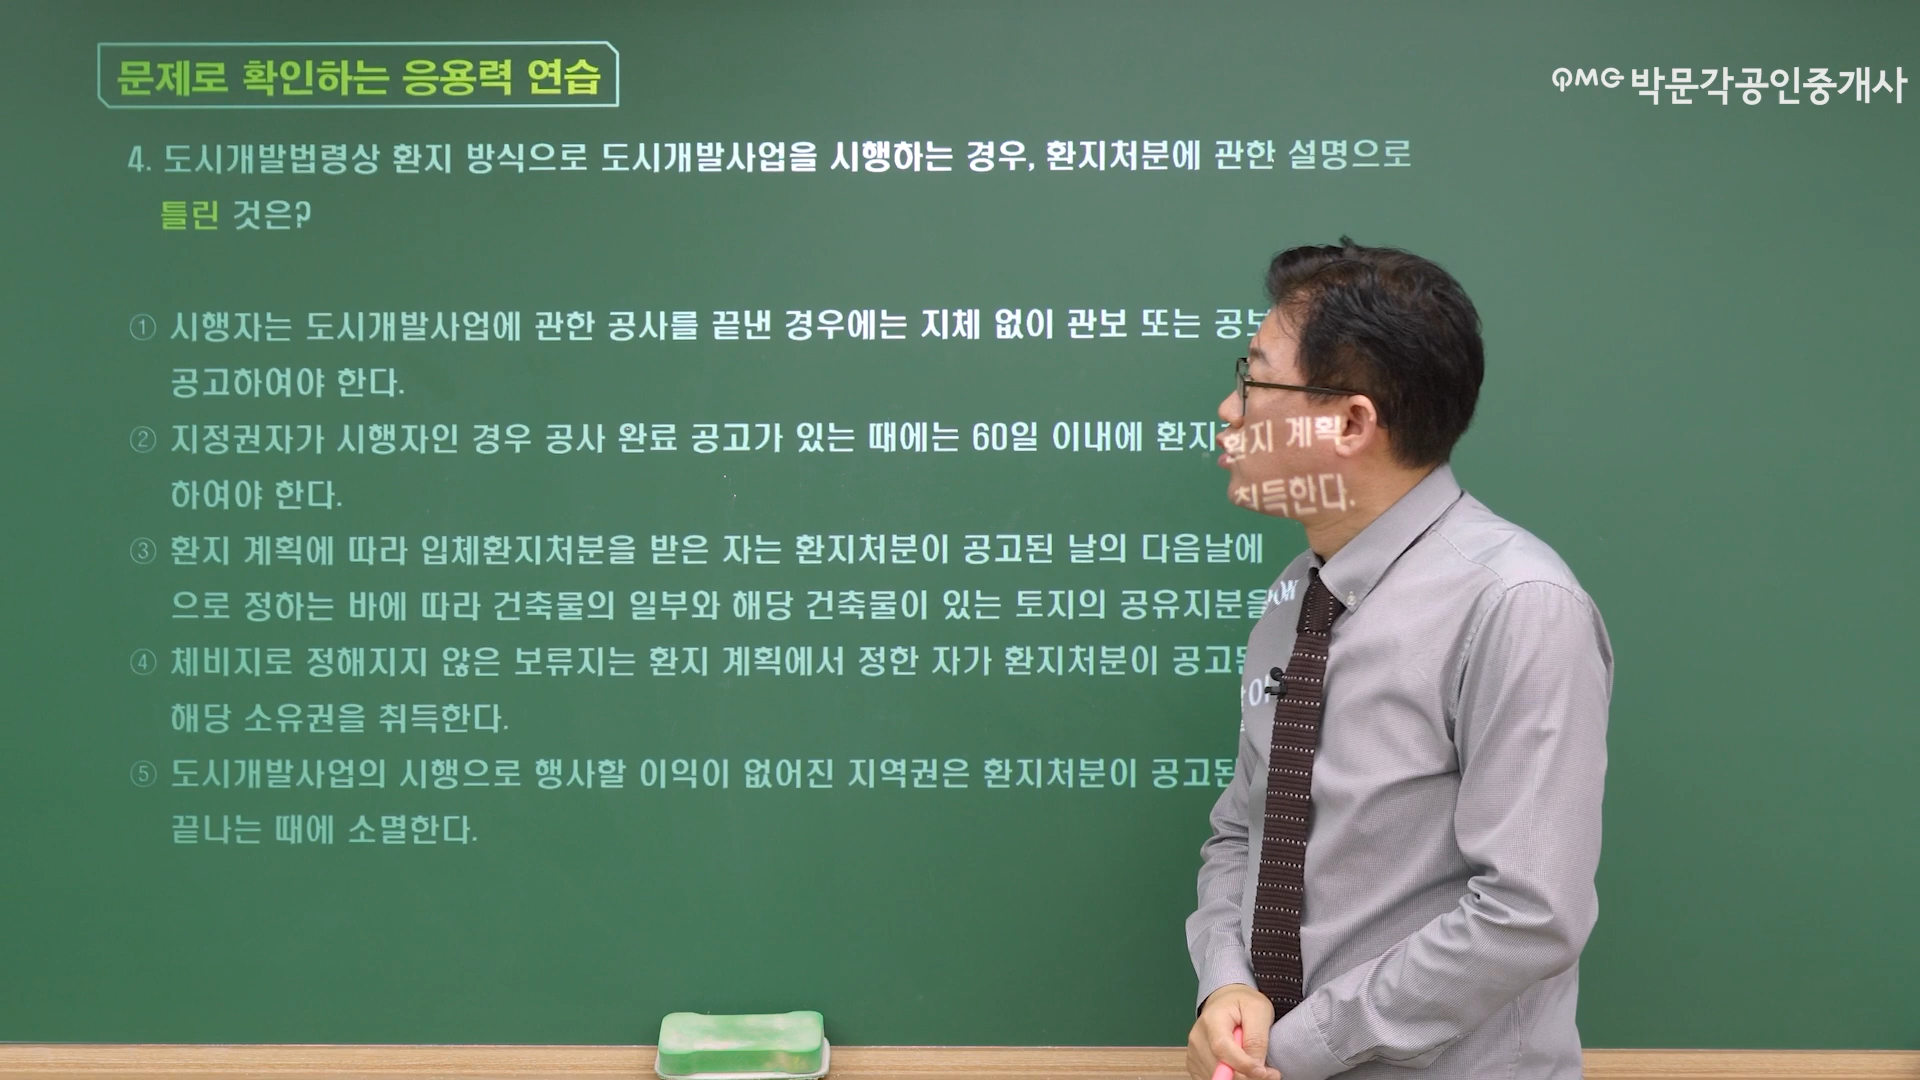 문제로 확인하는 응용력 연습
QMG 박문각공인중개사
4. 도시개발법령상 환지 방식으로 도시개발사업을 시행하는 경우, 환지처분에 관한 설명으로
틀린 것은?
① 시행자는 도시개발사업에 관한 공사를 끝낸 경우에는 지체 없이 관보 또는 공보
공고하여야 한다.
② 지정권자가 시행자인 경우 공사 완료 공고가 있는 때에는 60일 이내에 환지
하여야 한다.
③ 환지 계획에 따라 입체환지처분을 받은 자는 환지처분이 공고된 날의 다음날에 환지 계획
으로 정하는 바에 따라 건축물의 일부와 해당 건축물이 있는 토지의 공유지분을 취득한다.
④ 체비지로 정해지지 않은 보류지는 환지 계획에서 정한 자가 환지처분이 공고된
해당 소유권을 취득한다.
⑤ 도시개발사업의 시행으로 행사할 이익이 없어진 지역권은 환지처분이 공고된
끝나는 때에 소멸한다.